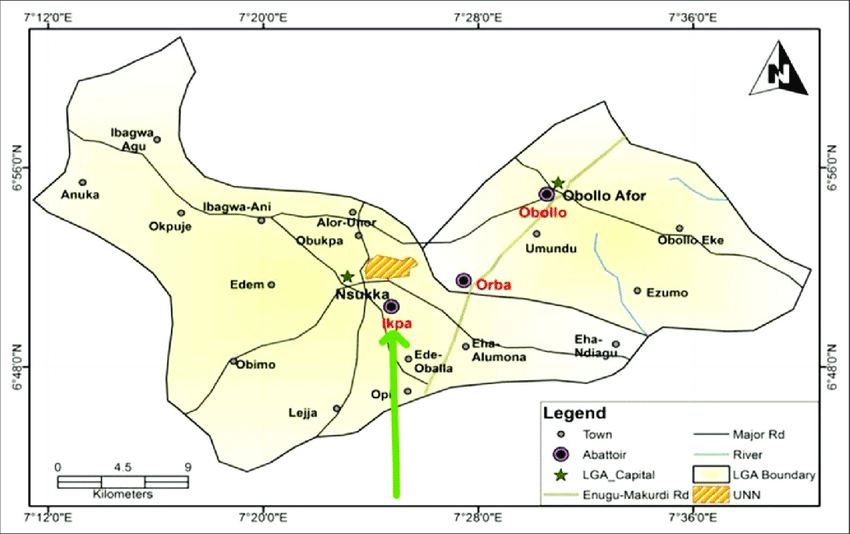 7°12'0"E
7°20'0"E
7°28'0"E
7°36'0"E
N
6°56'0"N
6°56'0"N
Ibagwa
Agu
Anuka
Okpuje
Ibagwa-Ani
Alor-Unor
Obukpa
Obollo Afor
Obollo
Umundu
Obollo Eke
Edem
Nsukka
Orba
Ezumo
Ikpa
Eha-
Alumona
Eha-
Ndiagu
Ede-
Oballa
Obimo
Opi
Lejja
6°48'0"N
6°48'0"N
0 4.5 9
Kilometers
Legend
Town
Major Rd
Abattoir
River
LGA_Capital
LGA Boundary
Enugu-Makurdi Rd
UNN
7°12'0"E
7°20'0"E
7°28'0"E
7°36'0"E